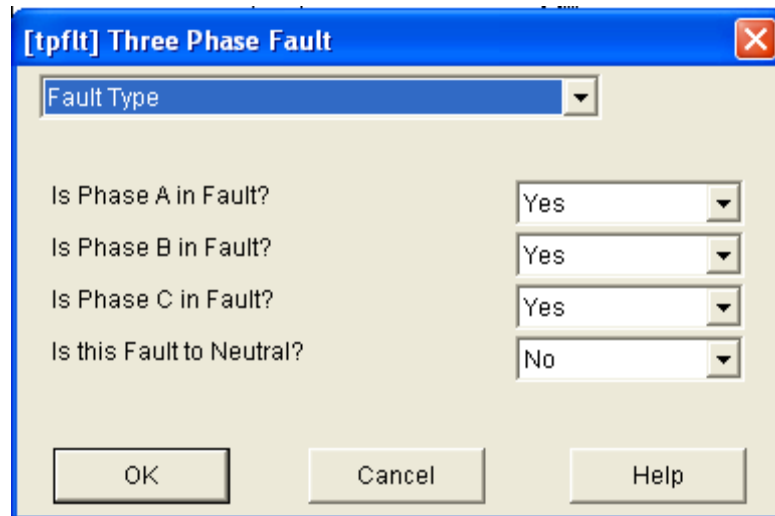 [tpflt] Three Phase Fault
Fault Type
Is Phase A in Fault? Yes
Is Phase B in Fault? Yes
Is Phase C in Fault? Yes
Is this Fault to Neutral? No
OK Cancel Help